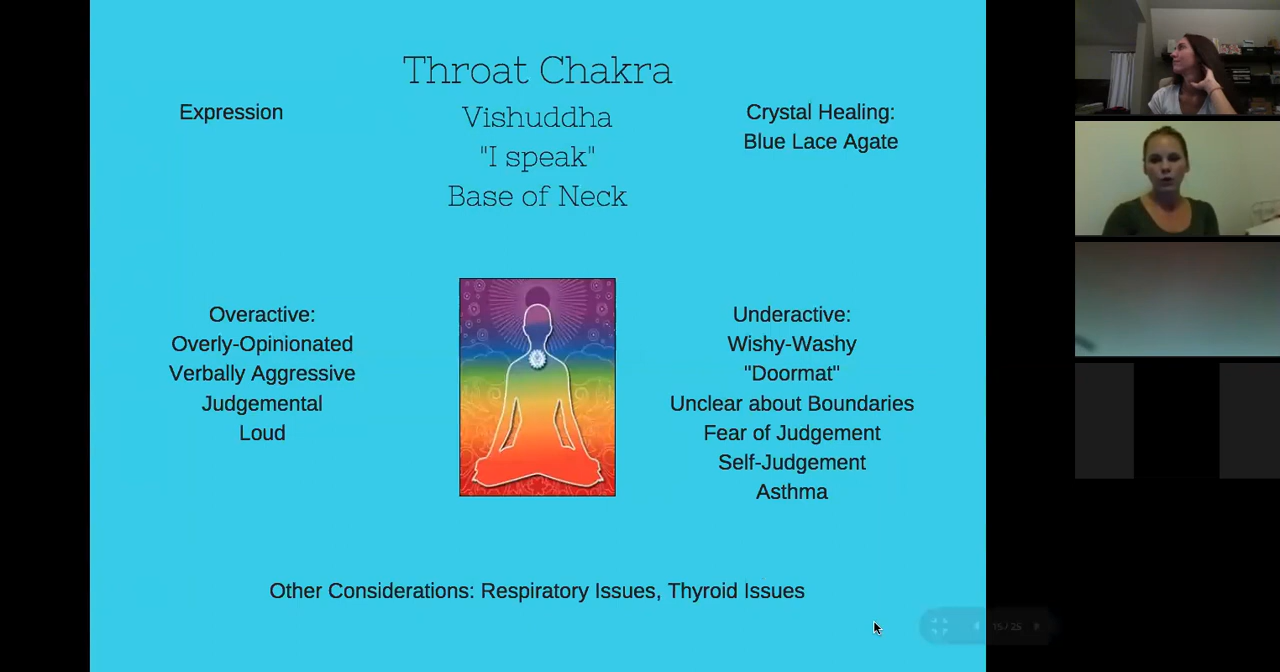 Throat Chakra
Vishuddha
"I speak"
Base of Neck
Expression
Crystal Healing:
Blue Lace Agate
Overactive:
Overly-Opinionated
Verbally Aggressive
Judgemental
Loud
Underactive:
Wishy-Washy
"Doormat"
Unclear about Boundaries
Fear of Judgement
Self-Judgement
Asthma
Other Considerations: Respiratory Issues, Thyroid Issues
15 / 25